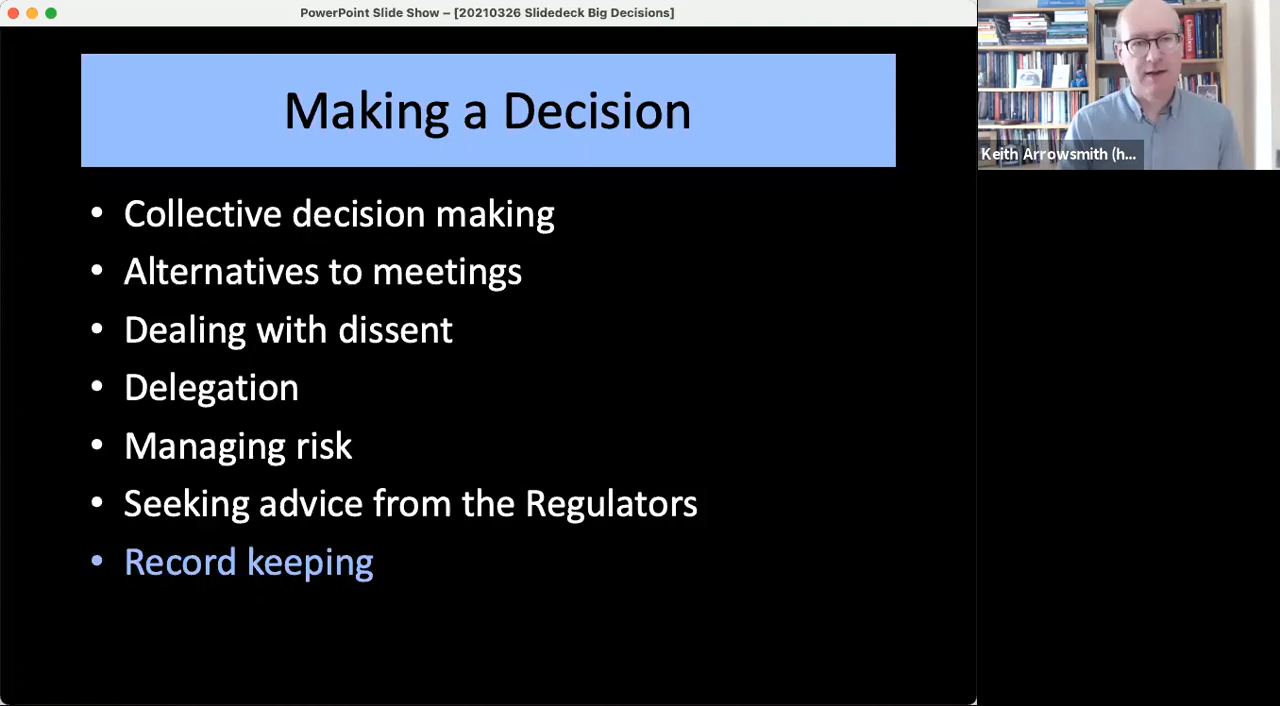 PowerPoint Slide Show – [20210326 Slidedeck Big Decisions]
Making a Decision
• Collective decision making
• Alternatives to meetings
• Dealing with dissent
• Delegation
• Managing risk
• Seeking advice from the Regulators
• Record keeping
Chambers
Keith Arrowsmith (h...